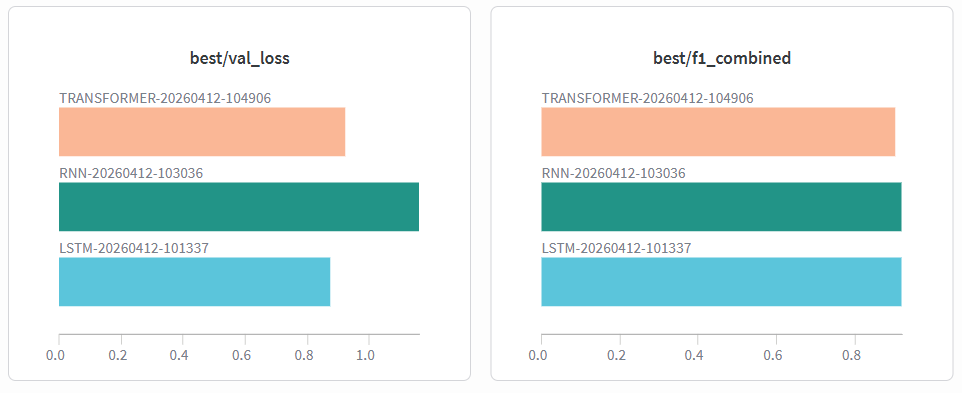 best/val_loss
TRANSFORMER-20260412-104906
RNN-20260412-103036
LSTM-20260412-101337
0.0 0.2 0.4 0.6 0.8 1.0
best/f1_combined
TRANSFORMER-20260412-104906
RNN-20260412-103036
LSTM-20260412-101337
0.0 0.2 0.4 0.6 0.8